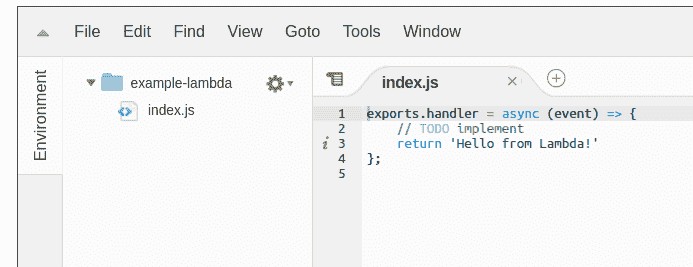 File Edit Find View Goto Tools Window
Environment
example-lambda
index.js
index.js
1 exports.handler = async (event) => {
2 // TODO implement
3 return 'Hello from Lambda!'
4 };
5